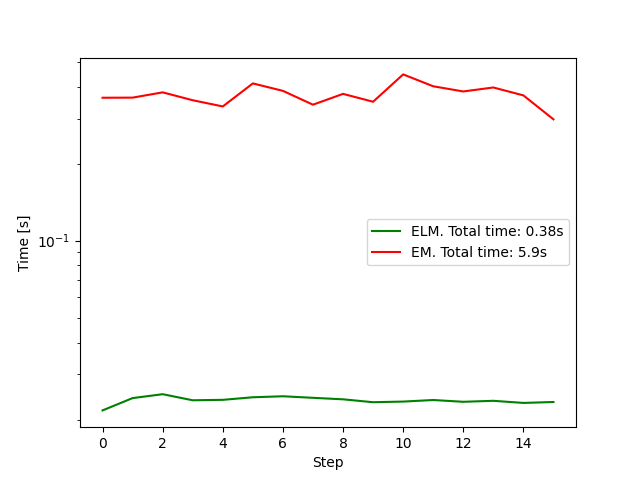 Time [s]
10⁻¹
ELM. Total time: 0.38s
EM. Total time: 5.9s
0 2 4 6 8 10 12 14
Step